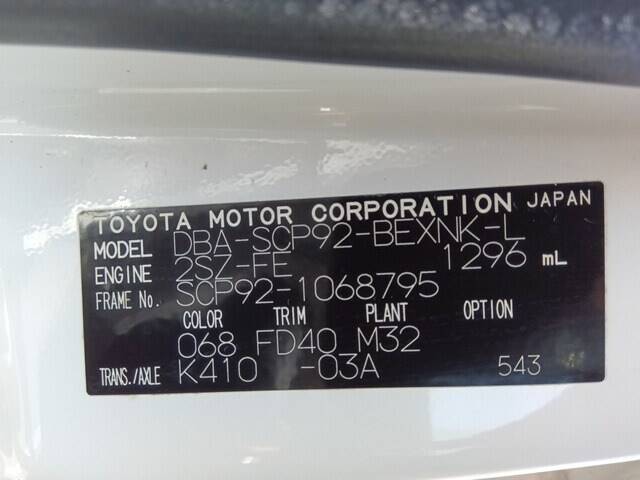 TOYOTA MOTOR CORPORATION JAPAN
MODEL DBA-SCP92-BEXNK-L
ENGINE 2SZ-FE 1296 mL
FRAME No. SCP92-1068795
COLOR TRIM PLANT OPTION
068 FD40 M32
TRANS./AXLE K410 -03A 543